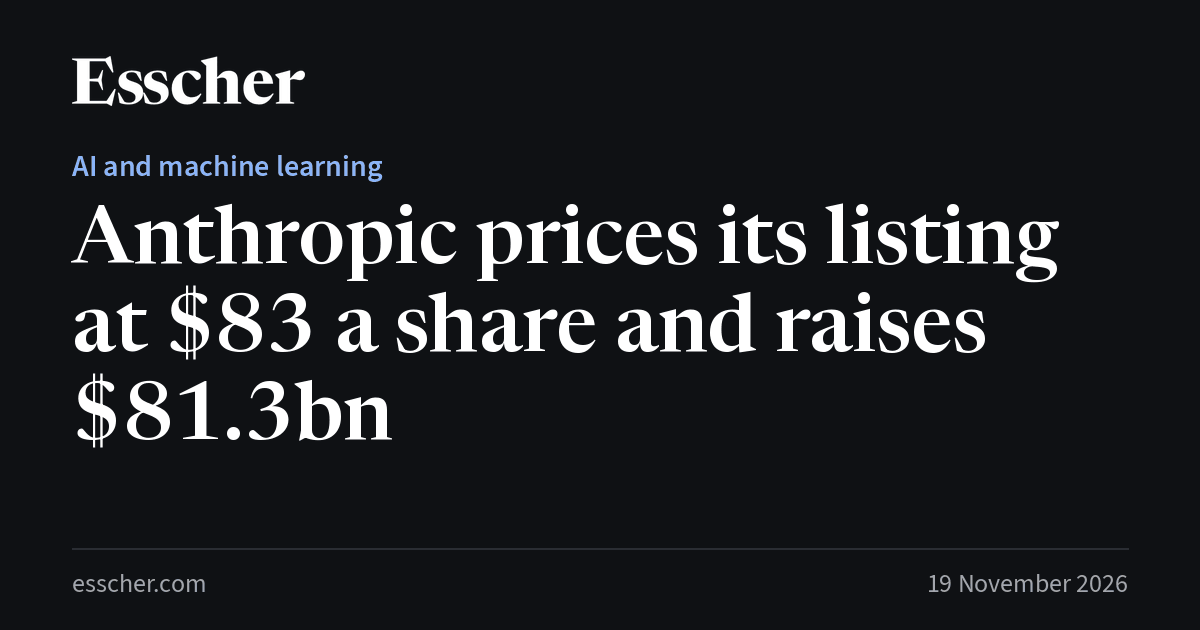 Esscher
AI and machine learning
Anthropic prices its listing
at $83 a share and raises
$81.3bn
esscher.com
19 November 2026